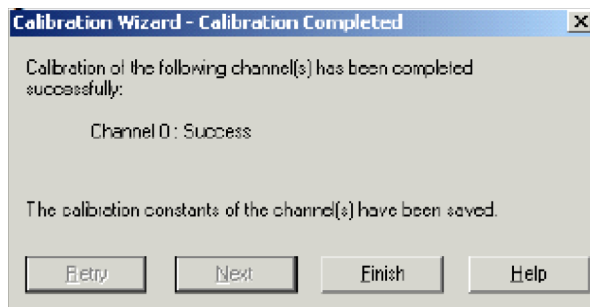 Calibration Wizard - Calibration Completed
Calibration of the following channel(s) has been completed
successfully:
Channel 0 : Success
The calibration constants of the channel(s) have been saved.
Retry Next Finish Help